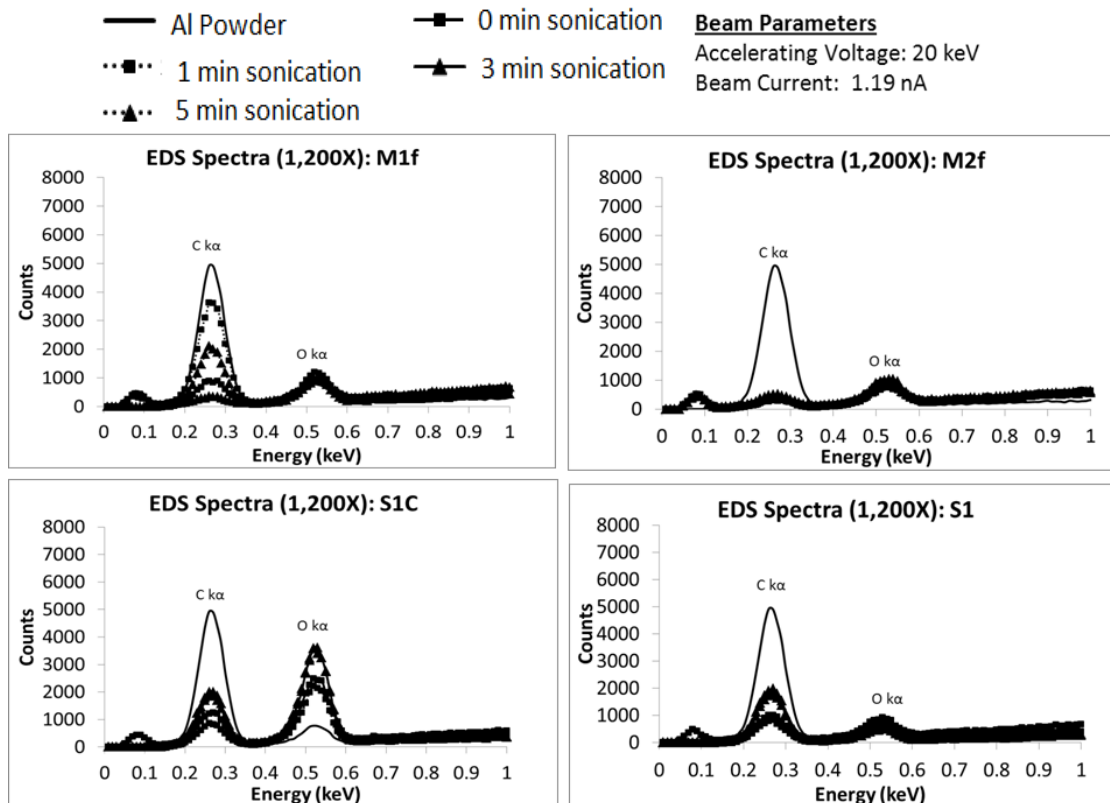 Al Powder
0 min sonication
1 min sonication
3 min sonication
5 min sonication
Beam Parameters
Accelerating Voltage: 20 keV
Beam Current: 1.19 nA
EDS Spectra (1,200X): M1f
8000
7000
6000
5000
4000
3000
2000
1000
0
Counts
C kα
O kα
0 0.1 0.2 0.3 0.4 0.5 0.6 0.7 0.8 0.9 1
Energy (keV)
EDS Spectra (1,200X): M2f
8000
7000
6000
5000
4000
3000
2000
1000
0
Counts
C kα
O kα
0 0.1 0.2 0.3 0.4 0.5 0.6 0.7 0.8 0.9 1
Energy (keV)
EDS Spectra (1,200X): S1C
8000
7000
6000
5000
4000
3000
2000
1000
0
Counts
C kα
O kα
0 0.1 0.2 0.3 0.4 0.5 0.6 0.7 0.8 0.9 1
Energy (keV)
EDS Spectra (1,200X): S1
8000
7000
6000
5000
4000
3000
2000
1000
0
Counts
C kα
O kα
0 0.1 0.2 0.3 0.4 0.5 0.6 0.7 0.8 0.9 1
Energy (keV)